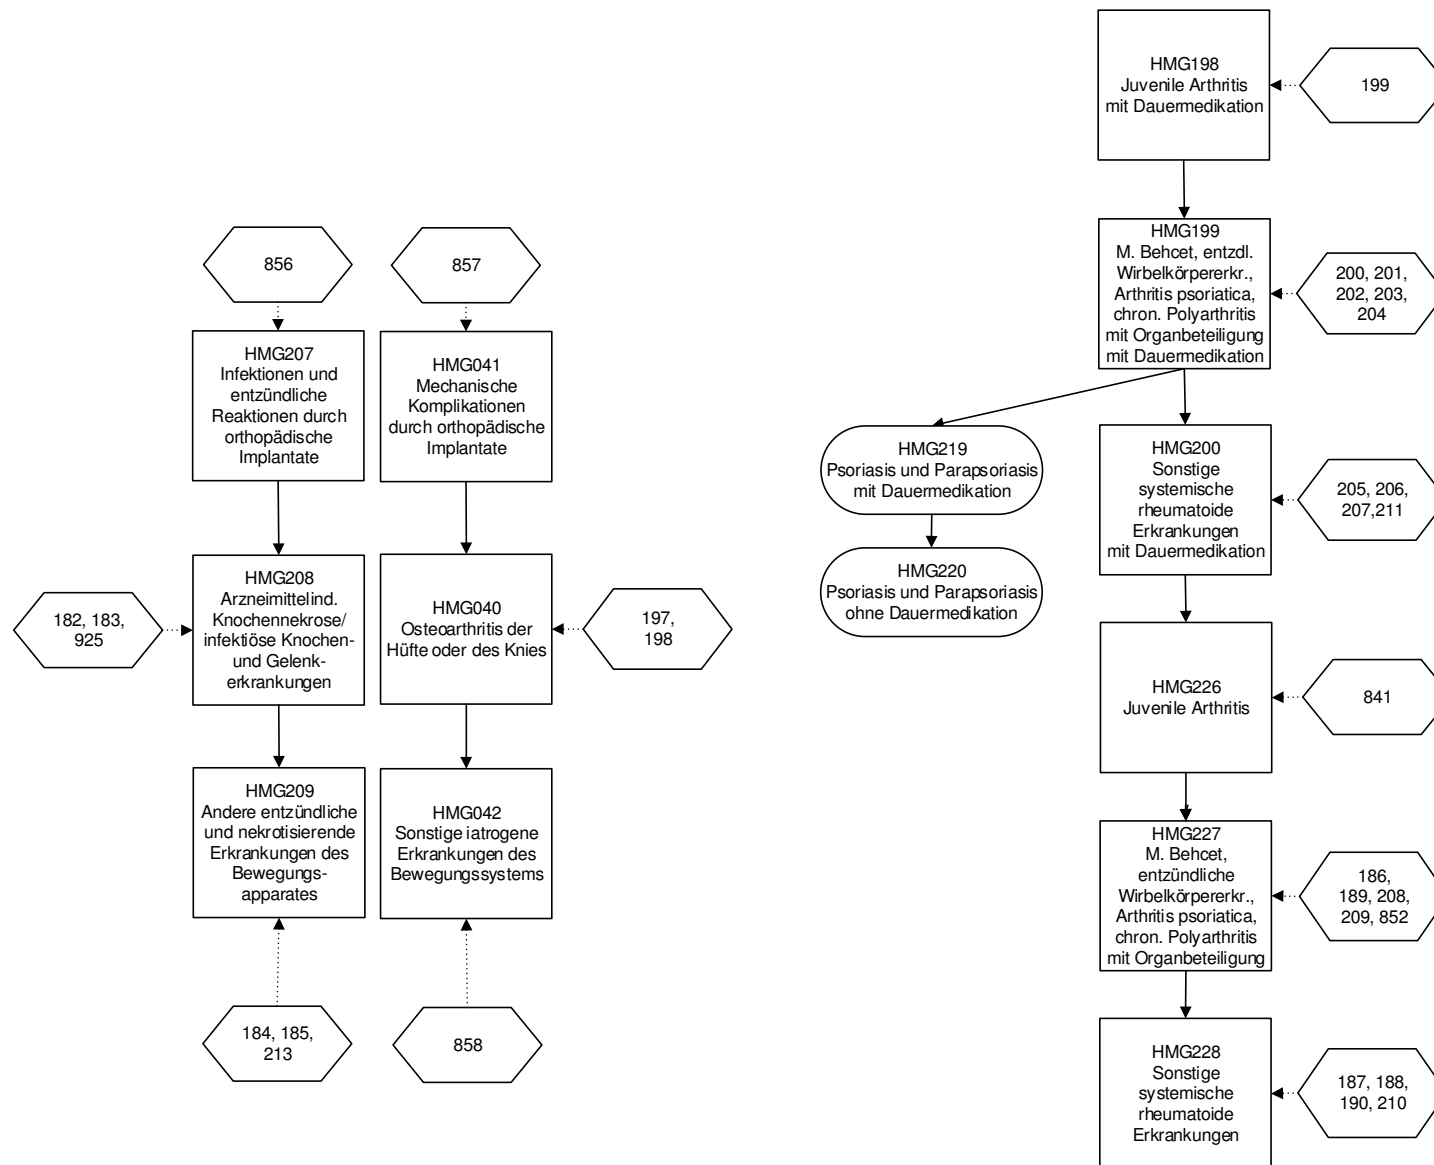 856
HMG207
Infektionen und
entzündliche
Reaktionen durch
orthopädische
Implantate
182, 183,
925
HMG208
Arzneimittelind.
Knochennekrose/
infektiöse Knochen-
und Gelenk-
erkrankungen
HMG209
Andere entzündliche
und nekrotisierende
Erkrankungen des
Bewegungs-
apparates
184, 185,
213
857
HMG041
Mechanische
Komplikationen
durch orthopädische
Implantate
HMG040
Osteoarthritis der
Hüfte oder des Knies
197,
198
HMG042
Sonstige iatrogene
Erkrankungen des
Bewegungssystems
858
HMG198
Juvenile Arthritis
mit Dauermedikation
199
HMG199
M. Behcet, entzdl.
Wirbelkörpererkr.,
Arthritis psoriatica,
chron. Polyarthritis
mit Organbeteiligung
mit Dauermedikation
200, 201,
202, 203,
204
HMG219
Psoriasis und Parapsoriasis
mit Dauermedikation
HMG220
Psoriasis und Parapsoriasis
ohne Dauermedikation
HMG200
Sonstige
systemische
rheumatoide
Erkrankungen
mit Dauermedikation
205, 206,
207,211
HMG226
Juvenile Arthritis
841
HMG227
M. Behcet,
entzündliche
Wirbelkörpererkr.,
Arthritis psoriatica,
chron. Polyarthritis
mit Organbeteiligung
186,
189, 208,
209, 852
HMG228
Sonstige
systemische
rheumatoide
Erkrankungen
187, 188,
190, 210